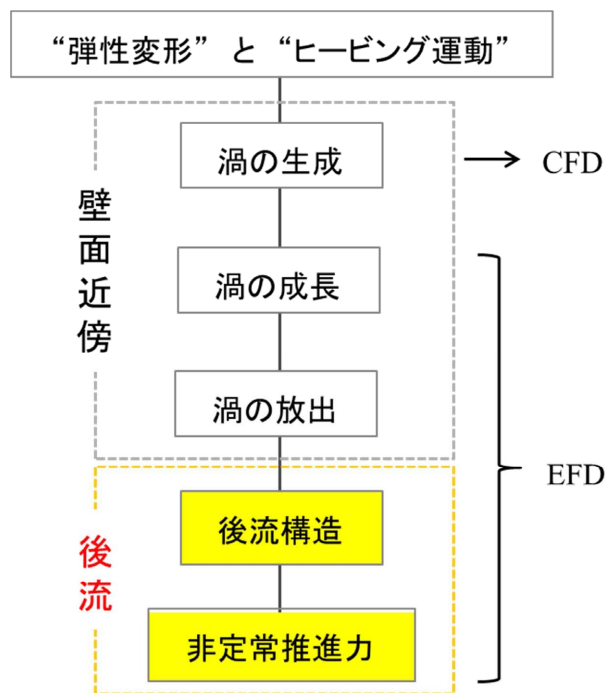 “弾性変形” と “ヒービング運動”
渦の生成
CFD
壁面近傍
渦の成長
渦の放出
EFD
後流構造
後流
非定常推進力